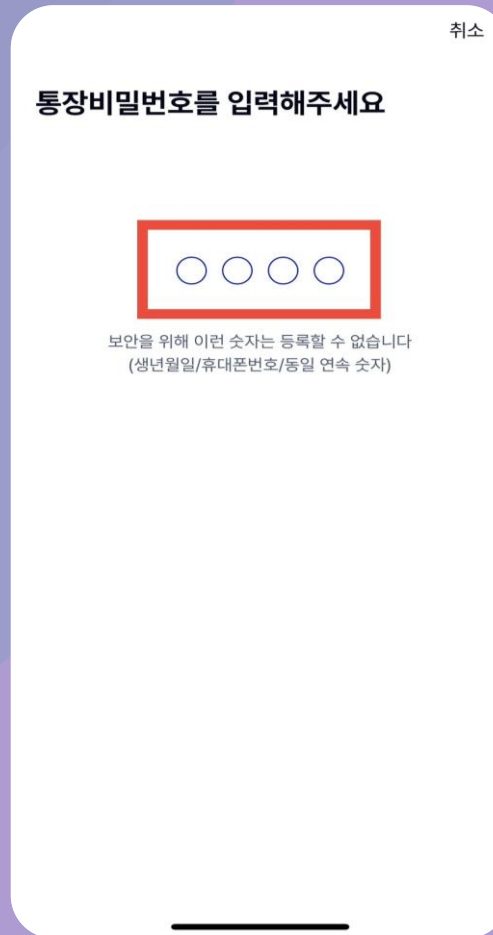 취소
통장비밀번호를 입력해주세요
보안을 위해 이런 숫자는 등록할 수 없습니다
(생년월일/휴대폰번호/동일 연속 숫자)